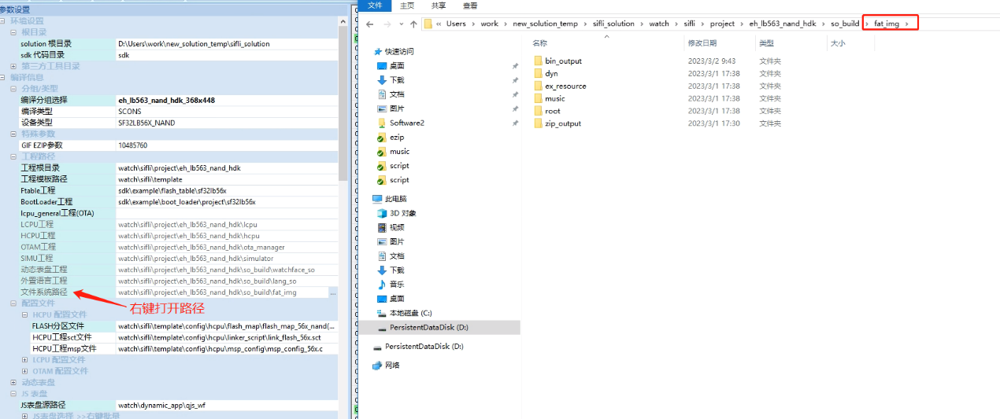 参数设置
环境设置
根目录
solution 根目录 D:\Users\work\new_solution_temp\sifli_solution
sdk 代码目录 sdk
第三方工具目录
编译信息
分组/类型
编译分组选择 eh_lb563_nand_hdk_368x448
编译类型 SCONS
设备类型 SF32LB56X_NAND
特殊参数
GIF EZIP参数 10485760
工程路径
工程根目录 watch\sifli\project\eh_lb563_nand_hdk
工程模板路径 watch\sifli\template
Ftable工程 sdk\example\flash_table\sf32lb56x
BootLoader工程 sdk\example\boot_loader\project\sf32lb56x
lcpu_general工程(OTA)
LCPU工程 watch\sifli\project\eh_lb563_nand_hdk\lcpu
HCPU工程 watch\sifli\project\eh_lb563_nand_hdk\hcpu
OTAM工程 watch\sifli\project\eh_lb563_nand_hdk\ota_manager
SIMU工程 watch\sifli\project\eh_lb563_nand_hdk\simulator
动态表盘工程 watch\sifli\project\eh_lb563_nand_hdk\so_build\watchface_so
外置语言工程 watch\sifli\project\eh_lb563_nand_hdk\so_build\lang_so
文件系统路径 watch\sifli\project\eh_lb563_nand_hdk\so_build\fat_img ...
右键打开路径
配置文件
HCPU 配置文件
FLASH分区文件 watch\sifli\template\config\hcpu\flash_map\flash_map_56x_nand(...
HCPU工程sct文件 watch\sifli\template\config\hcpu\linker_script\link_flash_56x.sct
HCPU工程msp文件 watch\sifli\template\config\hcpu\msp_config\msp_config_56x.c
LCPU 配置文件
OTAM 配置文件
动态表盘
JS 表盘
JS表盘源路径 watch\dynamic_app\qjs_wf
JS表盘选择 >>右键批量
文件 主页 共享 查看
« Users › work › new_solution_temp › sifli_solution › watch › sifli › project › eh_lb563_nand_hdk › so_build › fat_img ›
名称 修改日期 类型 大小
bin_output 2023/3/2 9:43 文件夹
dyn 2023/3/1 17:38 文件夹
ex_resource 2023/3/1 17:38 文件夹
music 2023/3/1 17:38 文件夹
root 2023/3/1 17:38 文件夹
zip_output 2023/3/1 17:30 文件夹
快速访问
桌面
下载
文档
图片
Software2
ezip
music
script
script
此电脑
3D 对象
视频
图片
文档
下载
音乐
桌面
本地磁盘 (C:)
PersistentDataDisk (D:)
PersistentDataDisk (D:)
网络